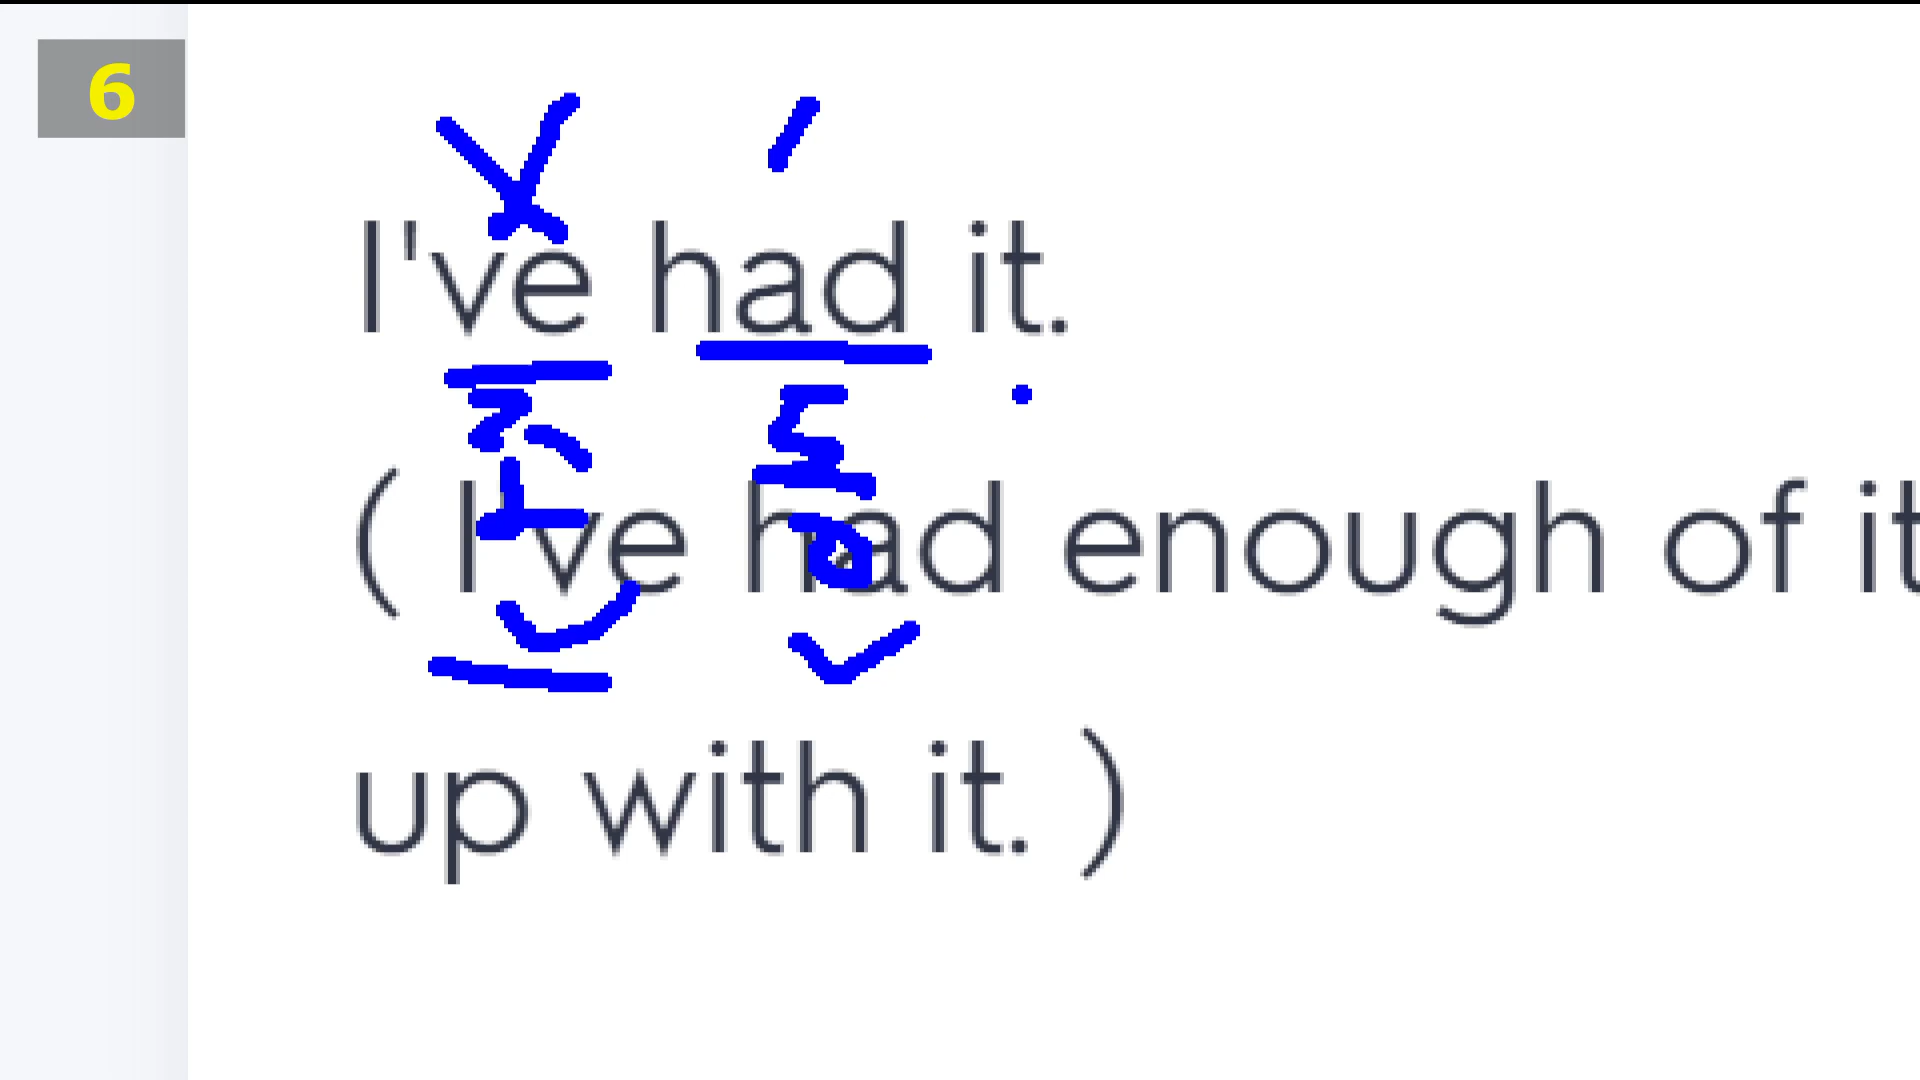 6
I've had it.
( I've had enough of it
up with it. )